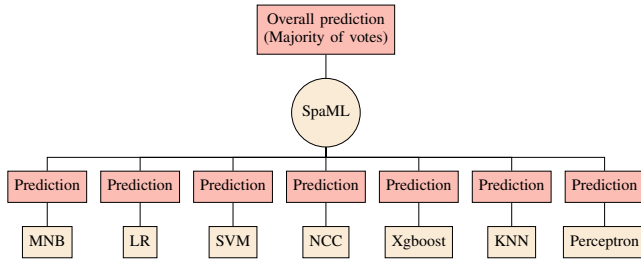 Overall prediction
(Majority of votes)
SpaML
Prediction Prediction Prediction Prediction Prediction Prediction Prediction
MNB LR SVM NCC Xgboost KNN Perceptron